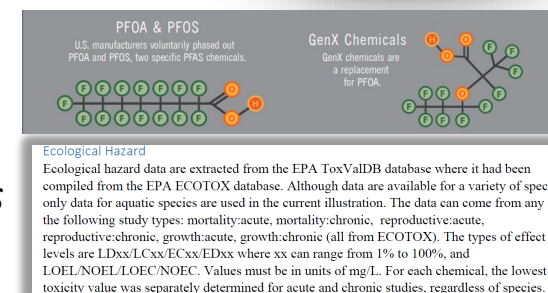 PFOA & PFOS
U.S. manufacturers voluntarily phased out
PFOA and PFOS, two specific PFAS chemicals.
GenX Chemicals
GenX chemicals are
a replacement
for PFOA.
F F F F F F F O
F H
F F F F F F F O
H O
O F
F
F F O F
F F
F F F
Ecological Hazard
Ecological hazard data are extracted from the EPA ToxValDB database where it had been
compiled from the EPA ECOTOX database. Although data are available for a variety of spec
only data for aquatic species are used in the current illustration. The data can come from any
the following study types: mortality:acute, mortality:chronic, reproductive:acute,
reproductive:chronic, growth:acute, growth:chronic (all from ECOTOX). The types of effect
levels are LDxx/LCxx/ECxx/EDxx where xx can range from 1% to 100%, and
LOEL/NOEL/LOEC/NOEC. Values must be in units of mg/L. For each chemical, the lowest
toxicity value was separately determined for acute and chronic studies, regardless of species.